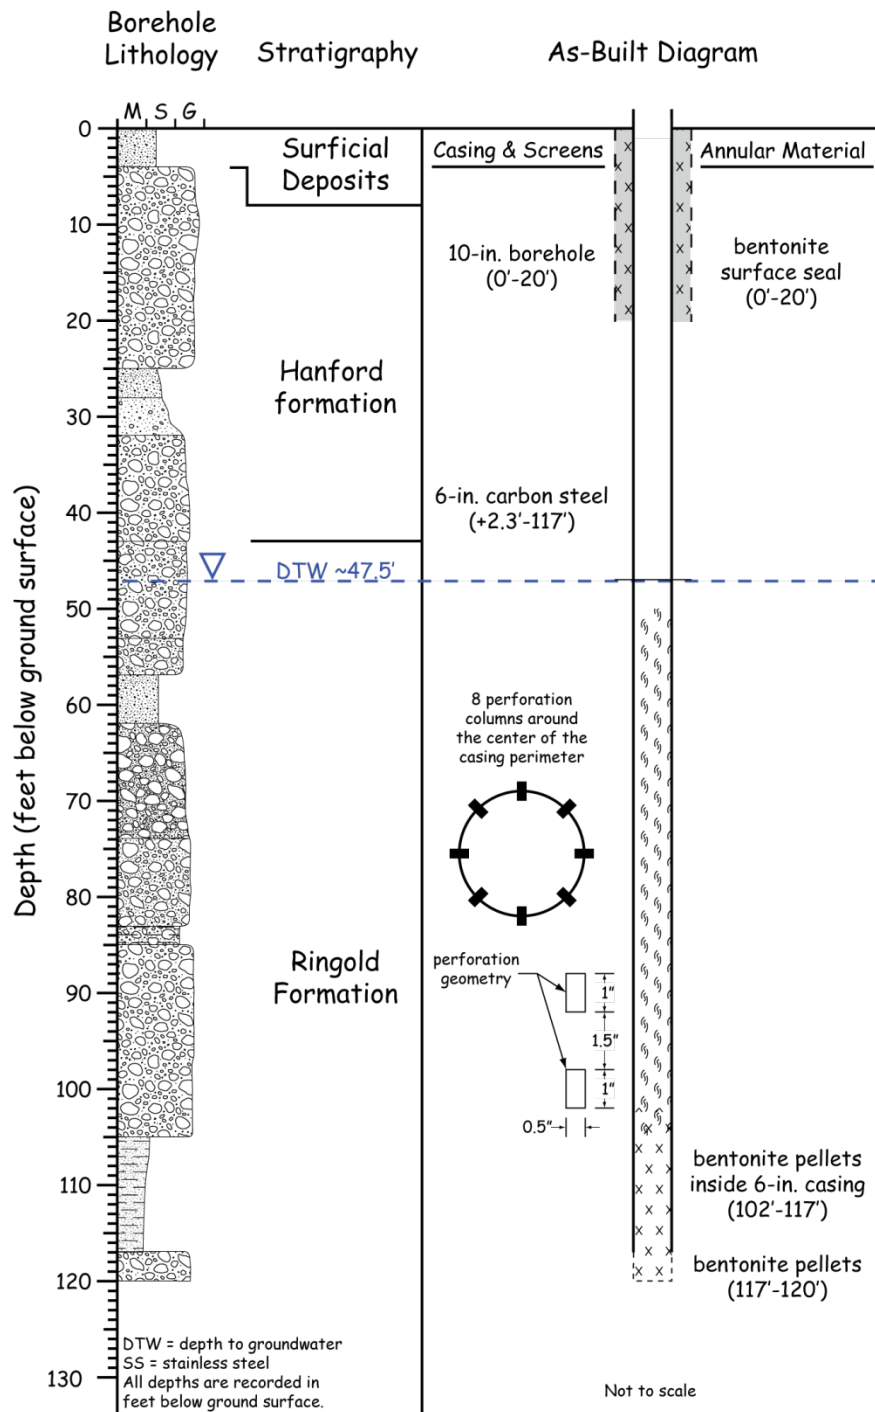 Borehole
Lithology
Stratigraphy
As-Built Diagram
M S G
Depth (feet below ground surface)
0
10
20
30
40
50
60
70
80
90
100
110
120
130
Surficial
Deposits
Hanford
formation
DTW ~47.5'
Ringold
Formation
Casing & Screens
Annular Material
10-in. borehole
(0'-20')
bentonite
surface seal
(0'-20')
6-in. carbon steel
(+2.3'-117')
8 perforation
columns around
the center of the
casing perimeter
perforation
geometry
1"
1.5"
1"
0.5"
bentonite pellets
inside 6-in. casing
(102'-117')
bentonite pellets
(117'-120')
DTW = depth to groundwater
SS = stainless steel
All depths are recorded in
feet below ground surface.
Not to scale